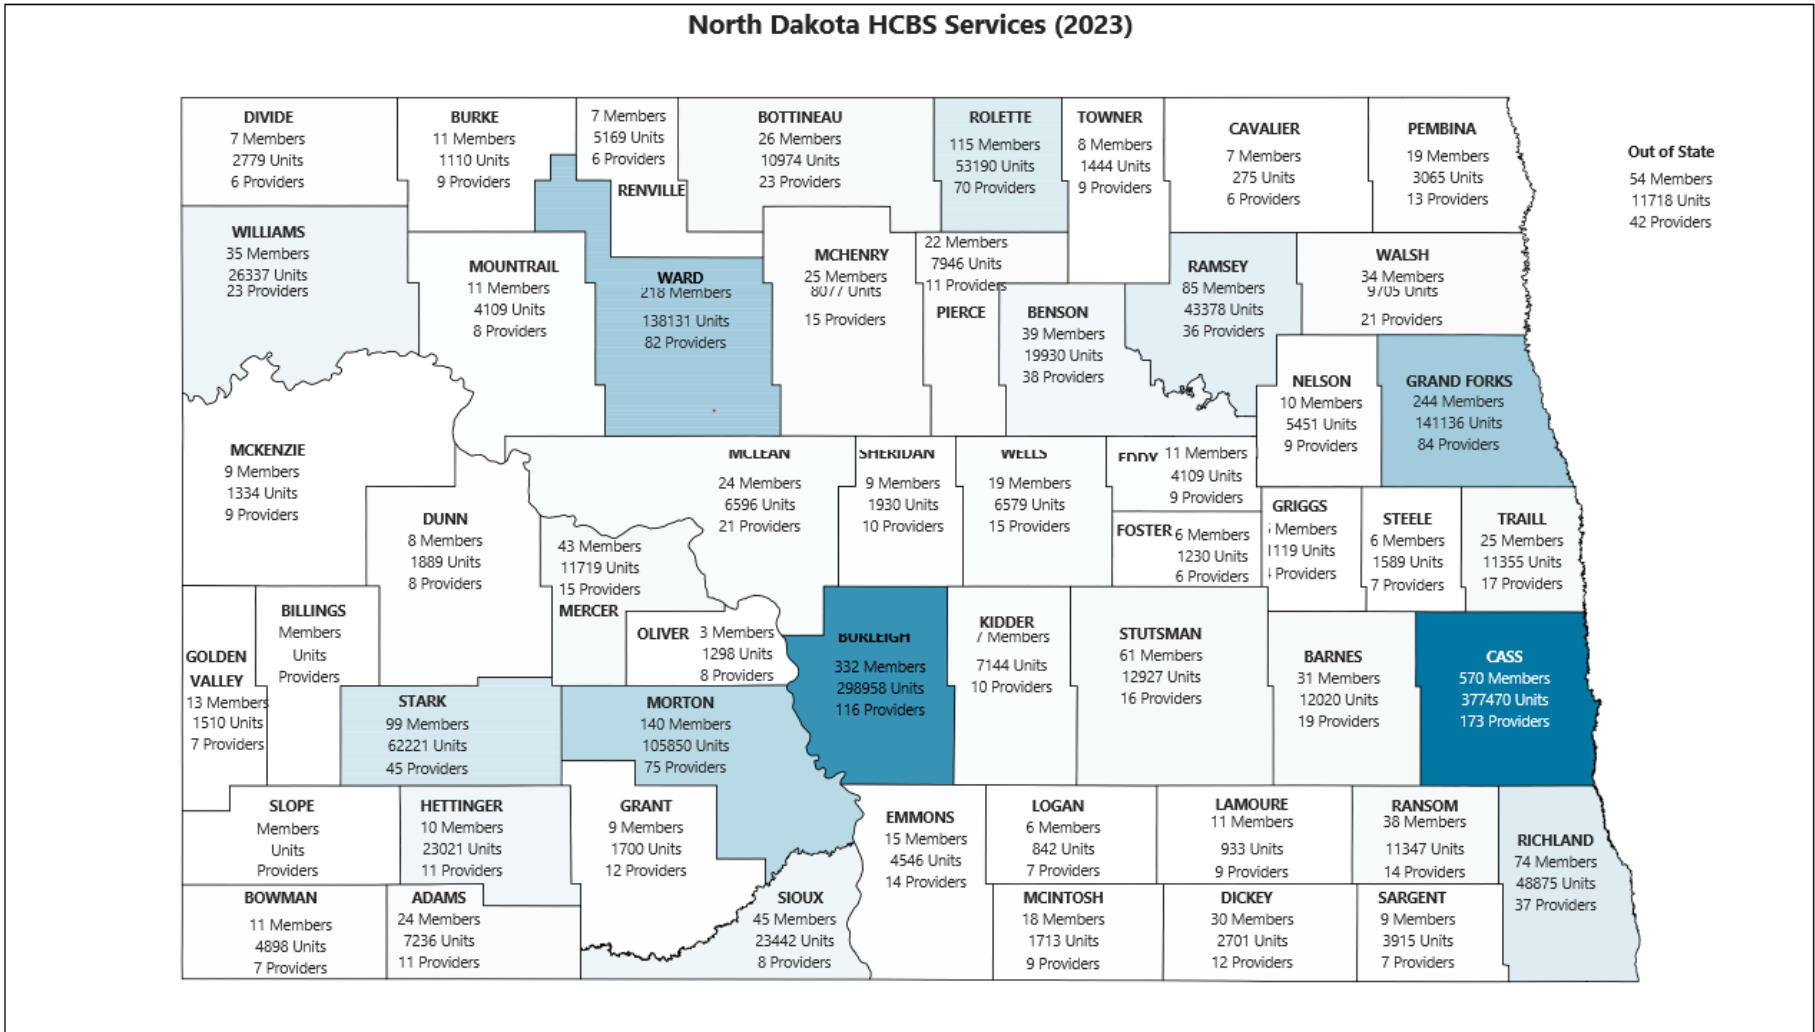 North Dakota HCBS Services (2023)
DIVIDE
7 Members
2779 Units
6 Providers
BURKE
11 Members
1110 Units
9 Providers
7 Members
5169 Units
6 Providers
RENVILLE
BOTTINEAU
26 Members
10974 Units
23 Providers
ROLETTE
115 Members
53190 Units
70 Providers
TOWNER
8 Members
1444 Units
9 Providers
CAVALIER
7 Members
275 Units
6 Providers
PEMBINA
19 Members
3065 Units
13 Providers
Out of State
54 Members
11718 Units
42 Providers
WILLIAMS
35 Members
26337 Units
23 Providers
MOUNTRAIL
11 Members
4109 Units
8 Providers
WARD
218 Members
138131 Units
82 Providers
MCHENRY
25 Members
8077 Units
15 Providers
22 Members
7946 Units
11 Providers
PIERCE
BENSON
39 Members
19930 Units
38 Providers
RAMSEY
85 Members
43378 Units
36 Providers
WALSH
34 Members
9705 Units
21 Providers
NELSON
10 Members
5451 Units
9 Providers
GRAND FORKS
244 Members
141136 Units
84 Providers
MCKENZIE
9 Members
1334 Units
9 Providers
DUNN
8 Members
1889 Units
8 Providers
MCLEAN
24 Members
6596 Units
21 Providers
SHERIDAN
9 Members
1930 Units
10 Providers
WELLS
19 Members
6579 Units
15 Providers
EDDY 11 Members
4109 Units
9 Providers
FOSTER 6 Members
1230 Units
6 Providers
GRIGGS
Members
1119 Units
Providers
STEELE
6 Members
1589 Units
7 Providers
TRAILL
25 Members
11355 Units
17 Providers
43 Members
11719 Units
15 Providers
MERCER
OLIVER 3 Members
1298 Units
8 Providers
BILLINGS
Members
Units
Providers
GOLDEN
VALLEY
13 Members
1510 Units
7 Providers
STARK
99 Members
62221 Units
45 Providers
MORTON
140 Members
105850 Units
75 Providers
BURLEIGH
332 Members
298958 Units
116 Providers
KIDDER
7 Members
7144 Units
10 Providers
STUTSMAN
61 Members
12927 Units
16 Providers
BARNES
31 Members
12020 Units
19 Providers
CASS
570 Members
377470 Units
173 Providers
SLOPE
Members
Units
Providers
HETTINGER
10 Members
23021 Units
11 Providers
GRANT
9 Members
1700 Units
12 Providers
EMMONS
15 Members
4546 Units
14 Providers
LOGAN
6 Members
842 Units
7 Providers
LAMOURE
11 Members
933 Units
9 Providers
RANSOM
38 Members
11347 Units
14 Providers
RICHLAND
74 Members
48875 Units
37 Providers
BOWMAN
11 Members
4898 Units
7 Providers
ADAMS
24 Members
7236 Units
11 Providers
SIOUX
45 Members
23442 Units
8 Providers
MCINTOSH
18 Members
1713 Units
9 Providers
DICKEY
30 Members
2701 Units
12 Providers
SARGENT
9 Members
3915 Units
7 Providers